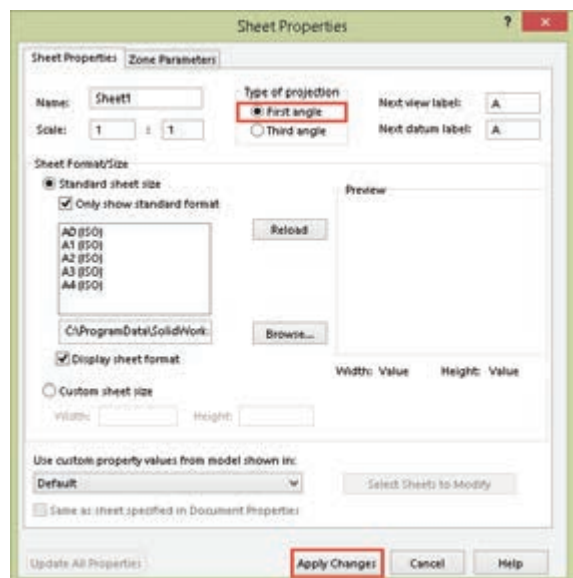 Sheet Properties
?
Sheet Properties Zone Parameters
Name: Sheet1
Type of projection
First angle
Third angle
Next view label: A
Scale: 1 : 1
Next datum label: A
Sheet Format/Size
Standard sheet size
Only show standard format
Preview
A0 (ISO)
A1 (ISO)
A2 (ISO)
A3 (ISO)
A4 (ISO)
Reload
C:\ProgramData\SolidWork:
Browse...
Display sheet format
Width: Value Height: Value
Custom sheet size
Width: Height:
Use custom property values from model shown in:
Default
Select Sheets to Modify
Same as sheet specified in Document Properties
Update All Properties Apply Changes Cancel Help